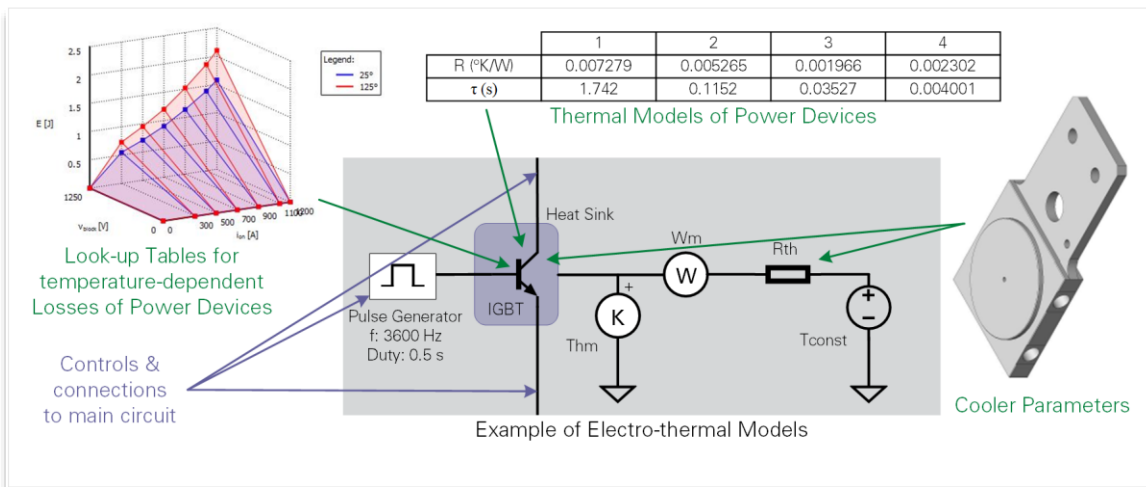 2.5
2
1.5
1
0.5
E [J]
1250
0
v_block [V]
0
300 500 700 900 1100 1200
i_on [A]
Legend:
25°
125°
Look-up Tables for
temperature-dependent
Losses of Power Devices
1 2 3 4
R (°K/W) 0.007279 0.005265 0.001966 0.002302
τ (s) 1.742 0.1152 0.03527 0.004001
Thermal Models of Power Devices
Heat Sink
IGBT
Pulse Generator
f: 3600 Hz
Duty: 0.5 s
Wm
W
Rth
+
K
Thm
Tconst
Controls &
connections
to main circuit
Cooler Parameters
Example of Electro-thermal Models